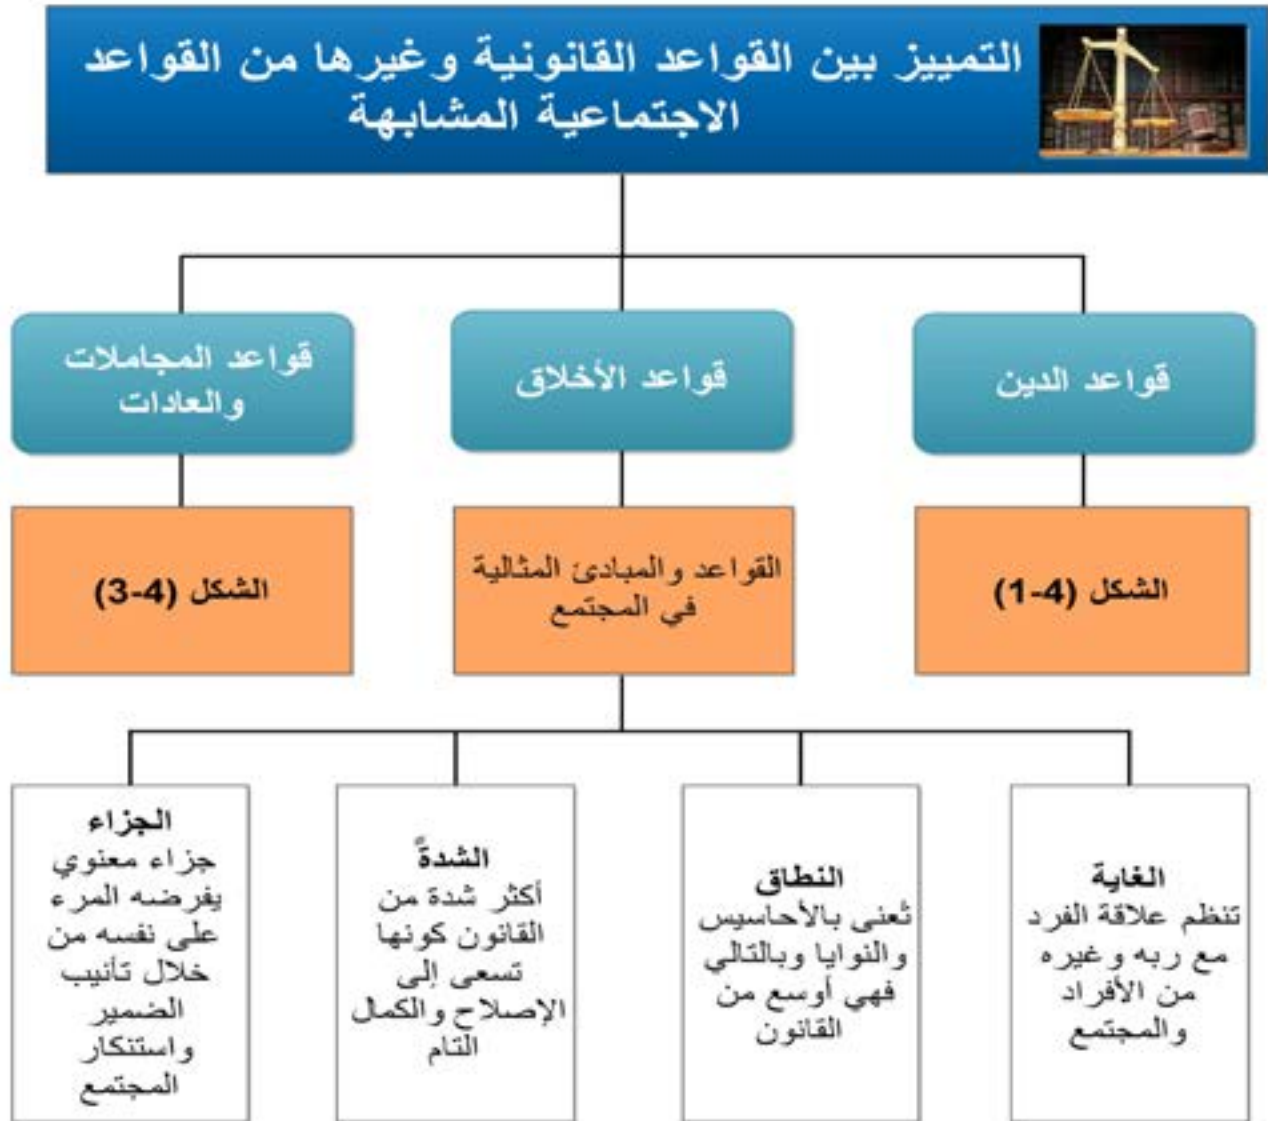 التمييز بين القواعد القانونية وغيرها من القواعد
الاجتماعية المشابهة
قواعد الدين
قواعد الأخلاق
قواعد المجاملات
والعادات
الشكل (4-1)
القواعد والمبادئ المثالية
في المجتمع
الشكل (4-3)
الغاية
تنظم علاقة الفرد
مع ربه وغيره
من الأفراد
والمجتمع
النطاق
تُعنى بالأحاسيس
والنوايا وبالتالي
فهي أوسع من
القانون
الشدةً
أكثر شدة من
القانون كونها
تسعى إلى
الإصلاح والكمال
التام
الجزاء
جزاء معنوي
يفرضه المرء
على نفسه من
خلال تأنيب
الضمير
واستنكار
المجتمع